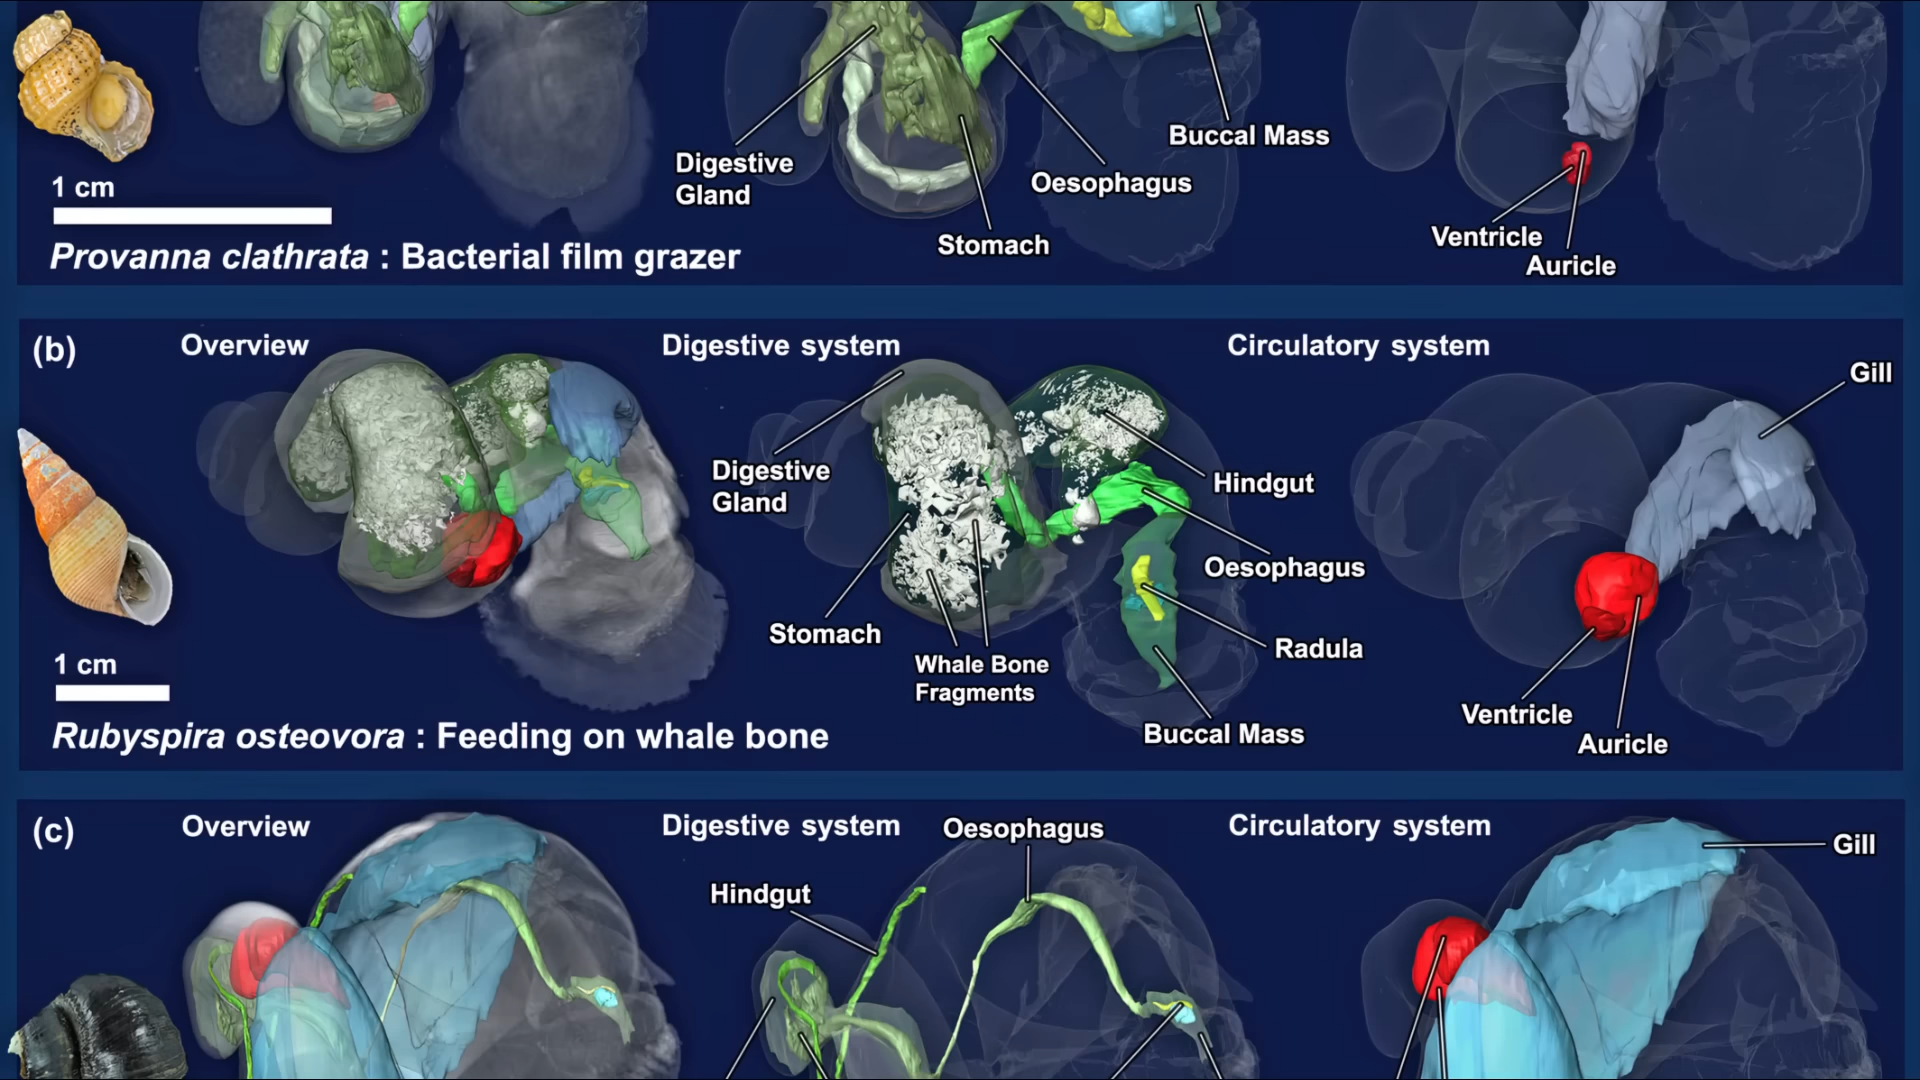 Digestive
Gland
Stomach
Oesophagus
Buccal Mass
Ventricle
Auricle
1 cm
Provanna clathrata : Bacterial film grazer
(b)
Overview
Digestive system
Circulatory system
Gill
Digestive
Gland
Hindgut
Oesophagus
Stomach
Whale Bone
Fragments
Radula
Buccal Mass
Ventricle
Auricle
1 cm
Rubyspira osteovora : Feeding on whale bone
(c)
Overview
Digestive system
Oesophagus
Circulatory system
Gill
Hindgut